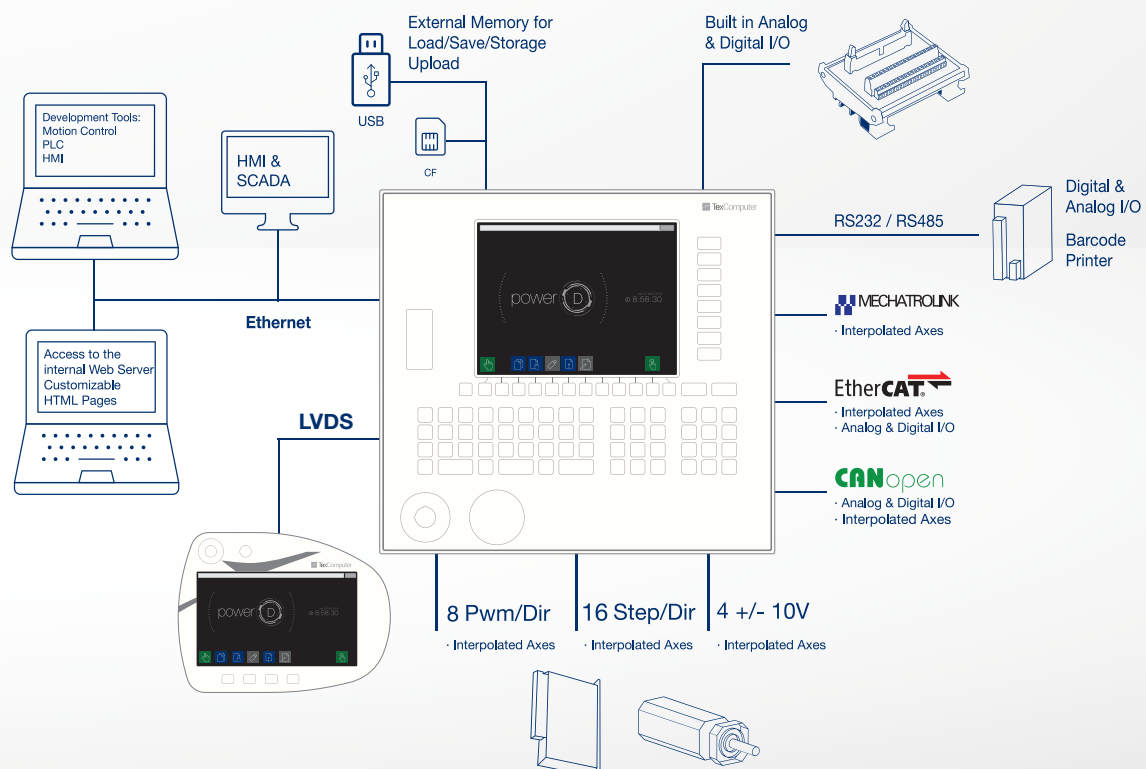 External Memory for
Load/Save/Storage
Upload
USB
CF
Built in Analog
& Digital I/O
Development Tools:
Motion Control
PLC
HMI
HMI &
SCADA
TexComputer
RS232 / RS485
Digital &
Analog I/O
Barcode
Printer
power D
8:58:30
MECHATROLINK
· Interpolated Axes
Ethernet
Access to the
internal Web Server
Customizable
HTML Pages
EtherCAT®
· Interpolated Axes
· Analog & Digital I/O
LVDS
CANopen
· Analog & Digital I/O
· Interpolated Axes
TexComputer
power D
8:58:30
8 Pwm/Dir
· Interpolated Axes
16 Step/Dir
· Interpolated Axes
4 +/- 10V
· Interpolated Axes